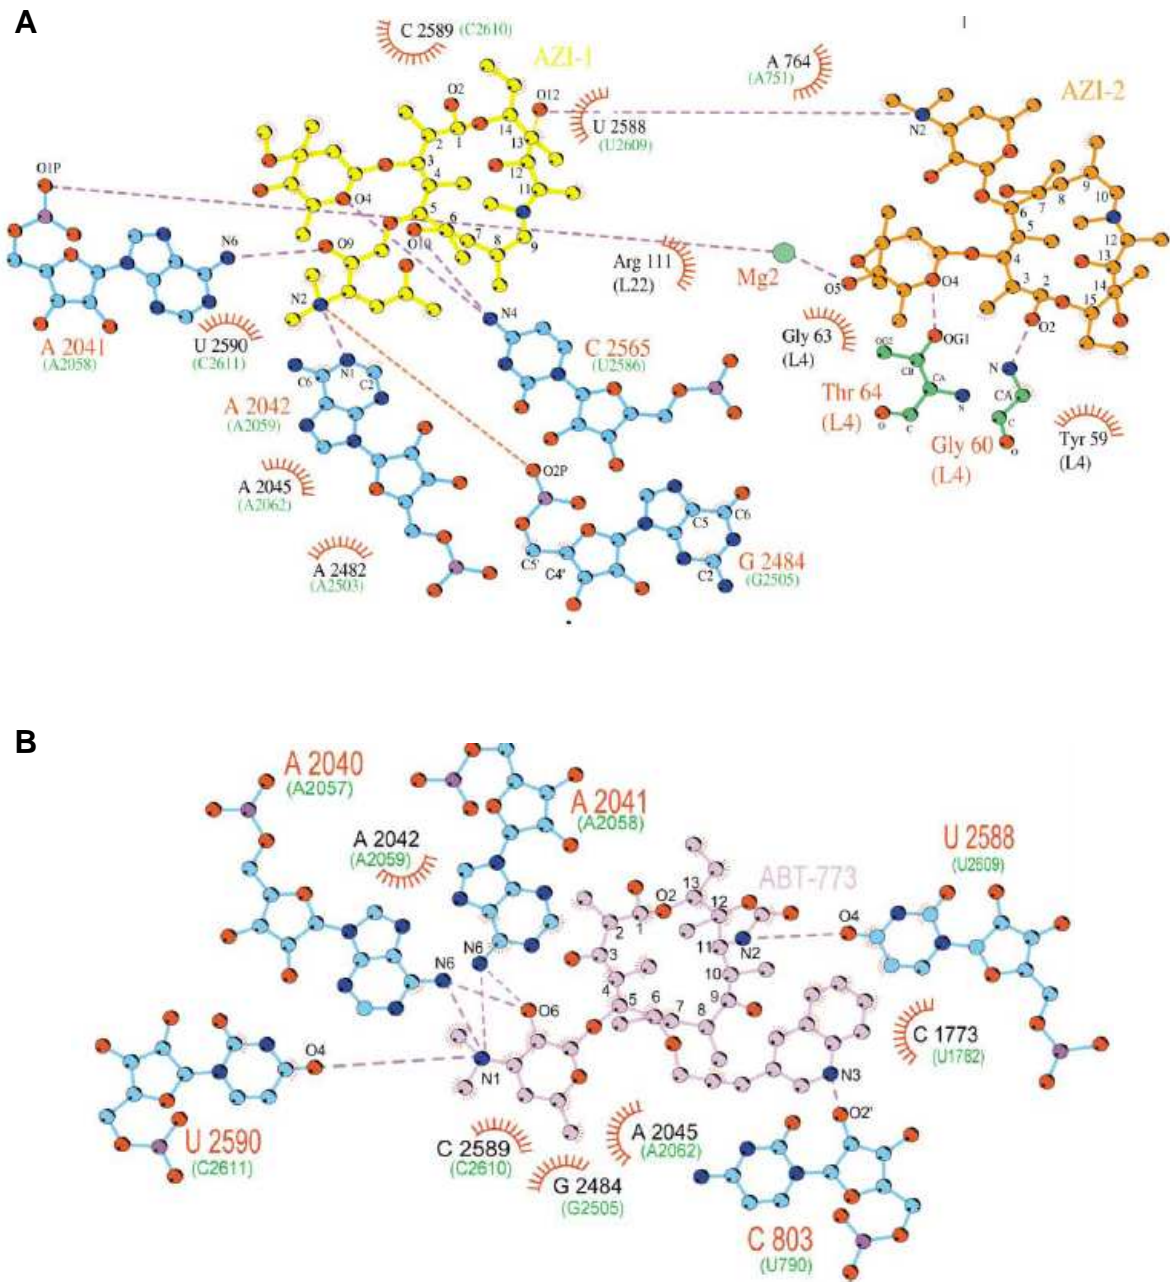 A
C 2589 (C2610)
AZI-1
A 764
(A751)
AZI-2
O2
O12
U 2588
(U2609)
N2
14
13
1
2
3
12
4
11
5
6
7
8
9
O1P
O4
O10
O9
N6
N2
A 2041
(A2058)
U 2590
(C2611)
Arg 111
(L22)
Mg2
O5
O4
9
10
8
7
6
5
12
4
13
3
2
14
15
O2
N4
C 2565
(U2586)
C6
N1
C2
A 2042
(A2059)
Gly 63
(L4)
OG1
OG2
CB
CA
N
C
O
Thr 64
(L4)
N
CA
C
O
Gly 60
(L4)
Tyr 59
(L4)
A 2045
(A2062)
A 2482
(A2503)
O2P
C5'
C4'
C5
C6
C2
G 2484
(G2505)
B
A 2040
(A2057)
A 2041
(A2058)
A 2042
(A2059)
ABT-773
U 2588
(U2609)
O2
13
12
1
2
11
3
10
4
9
5
6
7
8
N2
O4
N6
N6
O6
O4
N1
N3
O2'
C 1773
(U1782)
U 2590
(C2611)
C 2589
(C2610)
G 2484
(G2505)
A 2045
(A2062)
C 803
(U790)